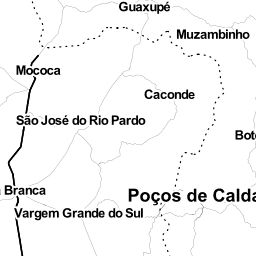 Guaxupé
Muzambinho
Mococa
Caconde
São José do Rio Pardo
Bote
a Branca
Poços de Calda
Vargem Grande do Sul